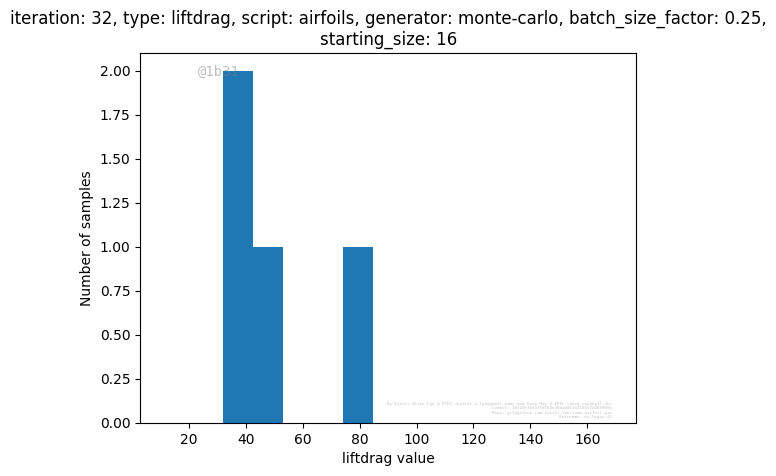 iteration: 32, type: liftdrag, script: airfoils, generator: monte-carlo, batch_size_factor: 0.25,
starting_size: 16
@1b31
2.00
1.75
1.50
1.25
1.00
0.75
0.50
0.25
0.00
Number of samples
20 40 60 80 100 120 140 160
liftdrag value